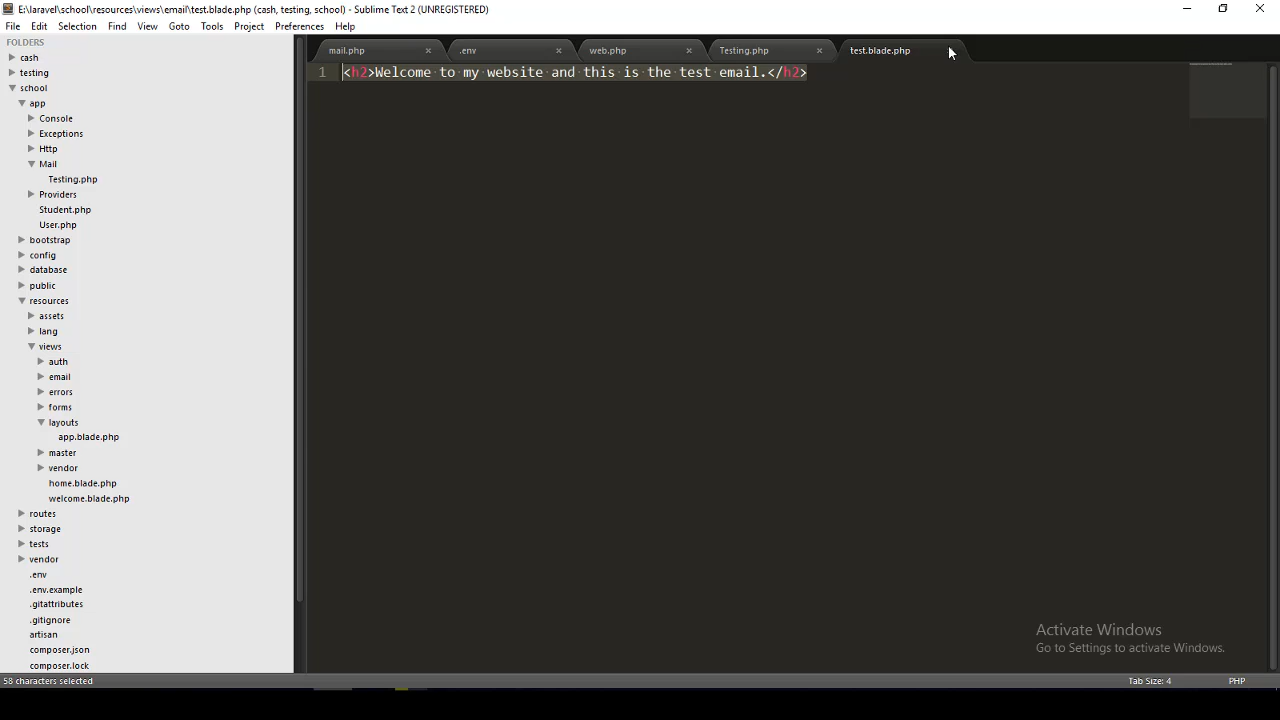 E:\laravel\school\resources\views\email\test.blade.php (cash, testing, school) - Sublime Text 2 (UNREGISTERED)
File Edit Selection Find View Goto Tools Project Preferences Help
FOLDERS
cash
testing
school
app
Console
Exceptions
Http
Mail
Testing.php
Providers
Student.php
User.php
bootstrap
config
database
public
resources
assets
lang
views
auth
email
errors
forms
layouts
app.blade.php
master
vendor
home.blade.php
welcome.blade.php
routes
storage
tests
vendor
.env
.env.example
.gitattributes
.gitignore
artisan
composer.json
composer.lock
mail.php .env web.php Testing.php test.blade.php
1 <h2>Welcome to my website and this is the test email.</h2>
Activate Windows
Go to Settings to activate Windows.
58 characters selected Tab Size: 4 PHP